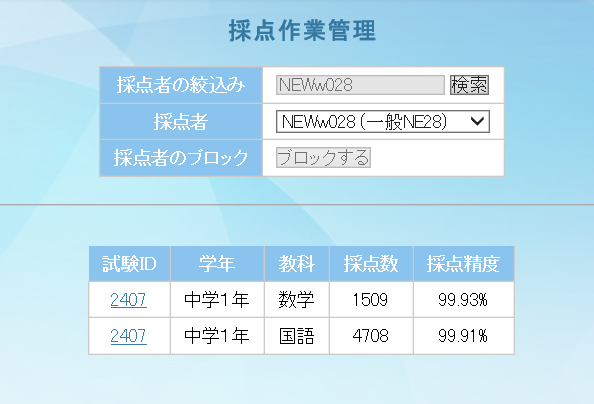 採点作業管理
採点者の絞込み NEWw028 検索
採点者 NEWw028 (一般NE28)
採点者のブロック ブロックする
試験ID 学年 教科 採点数 採点精度
2407 中学1年 数学 1509 99.93%
2407 中学1年 国語 4708 99.91%